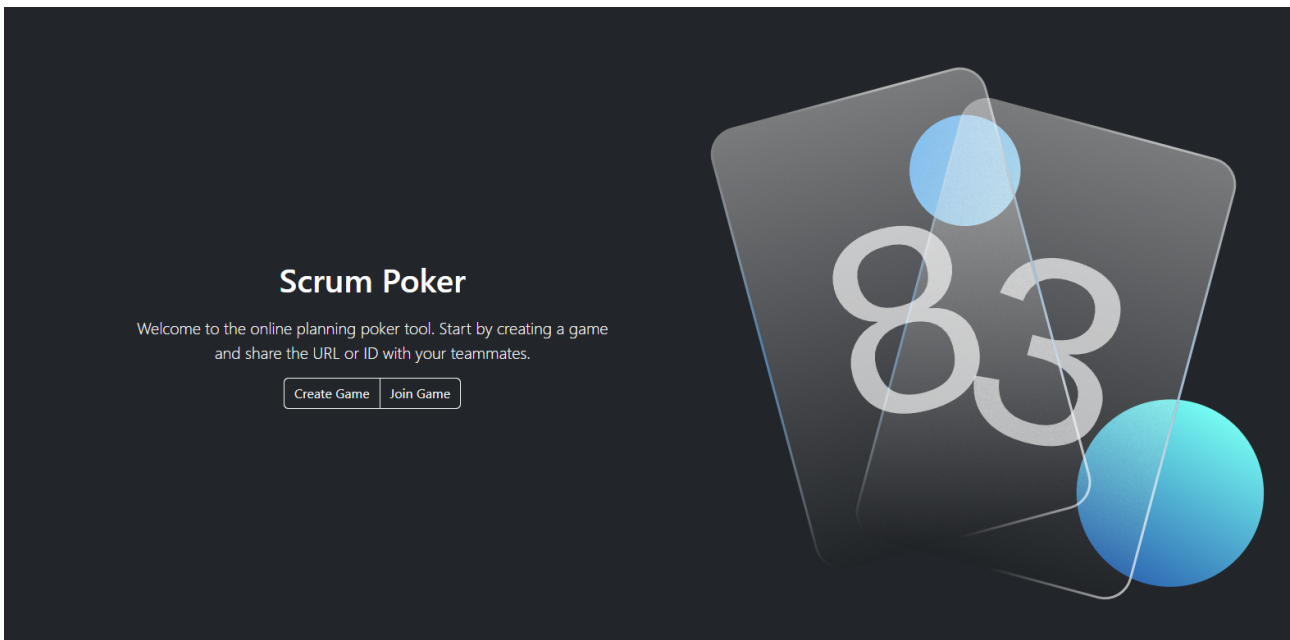 Scrum Poker
Welcome to the online planning poker tool. Start by creating a game
and share the URL or ID with your teammates.
Create Game
Join Game
8
3